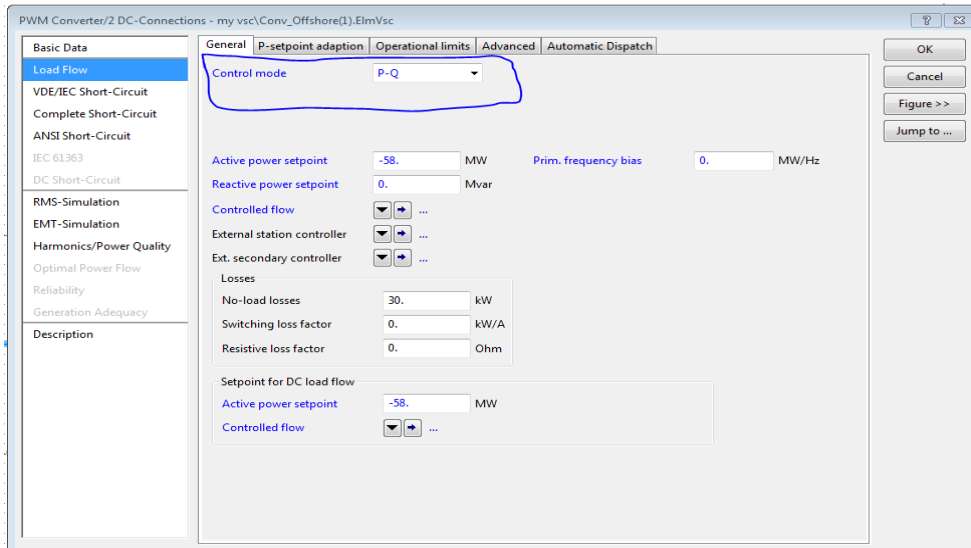 PWM Converter/2 DC-Connections - my vsc\Conv_Offshore(1).ElmVsc
Basic Data
Load Flow
VDE/IEC Short-Circuit
Complete Short-Circuit
ANSI Short-Circuit
IEC 61363
DC Short-Circuit
RMS-Simulation
EMT-Simulation
Harmonics/Power Quality
Optimal Power Flow
Reliability
Generation Adequacy
Description
General P-setpoint adaption Operational limits Advanced Automatic Dispatch
Control mode P-Q
Active power setpoint -58. MW Prim. frequency bias 0. MW/Hz
Reactive power setpoint 0. Mvar
Controlled flow ...
External station controller ...
Ext. secondary controller ...
Losses
No-load losses 30. kW
Switching loss factor 0. kW/A
Resistive loss factor 0. Ohm
Setpoint for DC load flow
Active power setpoint -58. MW
Controlled flow ...
OK
Cancel
Figure >>
Jump to ...